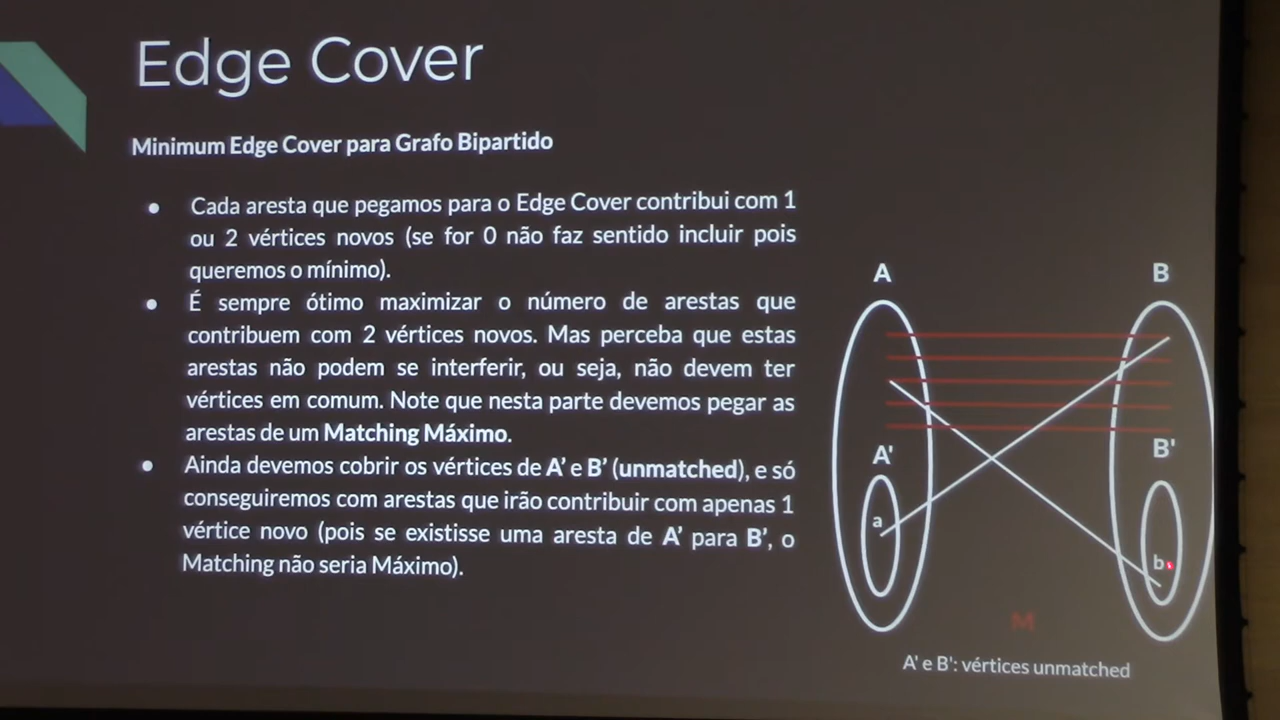 Edge Cover
Minimum Edge Cover para Grafo Bipartido
● Cada aresta que pegamos para o Edge Cover contribui com 1
ou 2 vértices novos (se for 0 não faz sentido incluir pois
queremos o mínimo).
● É sempre ótimo maximizar o número de arestas que
contribuem com 2 vértices novos. Mas perceba que estas
arestas não podem se interferir, ou seja, não devem ter
vértices em comum. Note que nesta parte devemos pegar as
arestas de um Matching Máximo.
● Ainda devemos cobrir os vértices de A' e B' (unmatched), e só
conseguiremos com arestas que irão contribuir com apenas 1
vértice novo (pois se existisse uma aresta de A' para B', o
Matching não seria Máximo).
A
B
A'
B'
a
b
M
A' e B': vértices unmatched